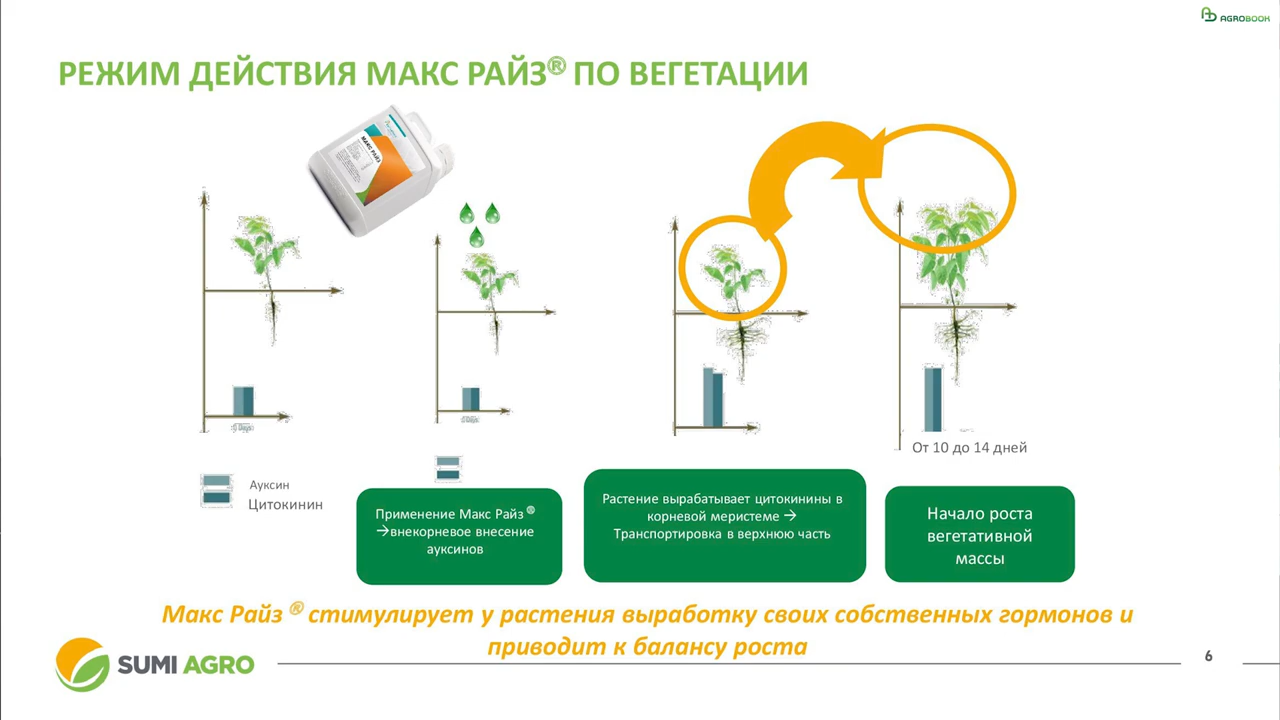 AGROBOOK
РЕЖИМ ДЕЙСТВИЯ МАКС РАЙЗ® ПО ВЕГЕТАЦИИ
МАКС РАЙЗ
От 10 до 14 дней
Ауксин
Цитокинин
Применение Макс Райз ®
→внекорневое внесение
ауксинов
Растение вырабатывает цитокинины в
корневой меристеме →
Транспортировка в верхнюю часть
Начало роста
вегетативной
массы
Макс Райз ® стимулирует у растения выработку своих собственных гормонов и
приводит к балансу роста
SUMI AGRO
6